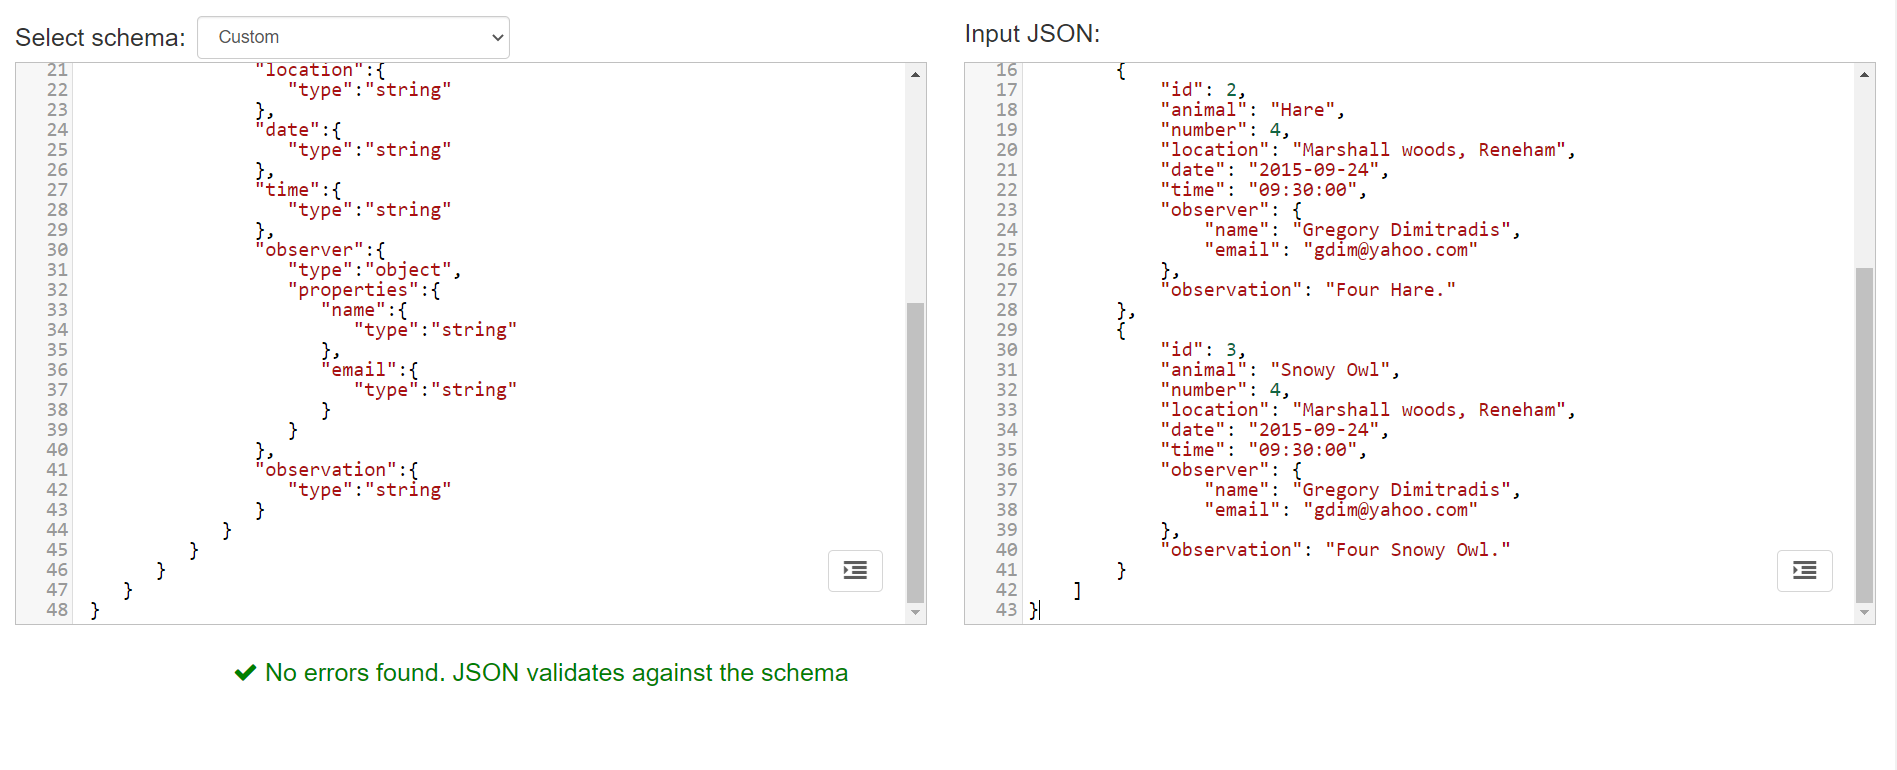 Select schema: Custom
21 "location":{
22 "type":"string"
23 },
24 "date":{
25 "type":"string"
26 },
27 "time":{
28 "type":"string"
29 },
30 "observer":{
31 "type":"object",
32 "properties":{
33 "name":{
34 "type":"string"
35 },
36 "email":{
37 "type":"string"
38 }
39 }
40 },
41 "observation":{
42 "type":"string"
43 }
44 }
45 }
46 }
47 }
48 }
Input JSON:
16 {
17 "id": 2,
18 "animal": "Hare",
19 "number": 4,
20 "location": "Marshall woods, Reneham",
21 "date": "2015-09-24",
22 "time": "09:30:00",
23 "observer": {
24 "name": "Gregory Dimitradis",
25 "email": "gdim@yahoo.com"
26 },
27 "observation": "Four Hare."
28 },
29 {
30 "id": 3,
31 "animal": "Snowy Owl",
32 "number": 4,
33 "location": "Marshall woods, Reneham",
34 "date": "2015-09-24",
35 "time": "09:30:00",
36 "observer": {
37 "name": "Gregory Dimitradis",
38 "email": "gdim@yahoo.com"
39 },
40 "observation": "Four Snowy Owl."
41 }
42 ]
43 }
No errors found. JSON validates against the schema